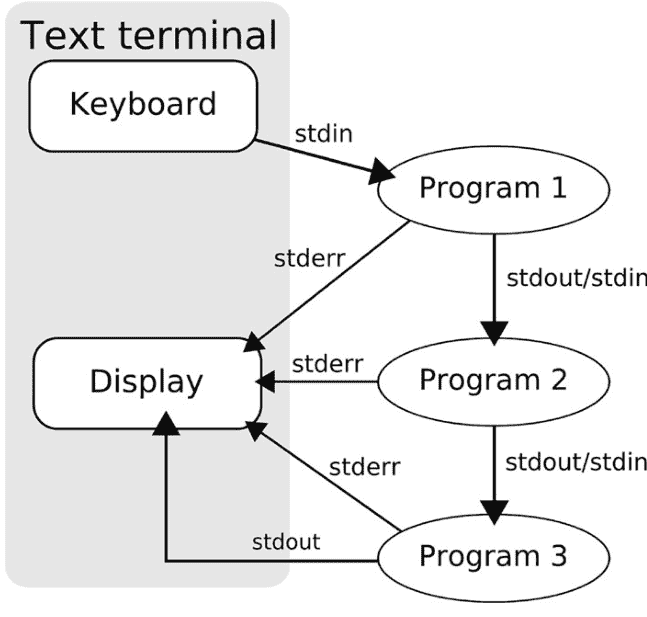 Text terminal
Keyboard
stdin
Program 1
stderr
stdout/stdin
Display
stderr
Program 2
stderr
stdout/stdin
stdout
Program 3